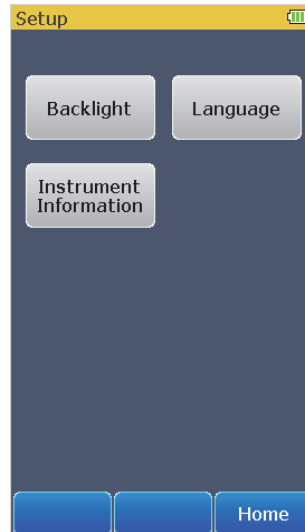 Setup
Backlight
Language
Instrument
Information
Home